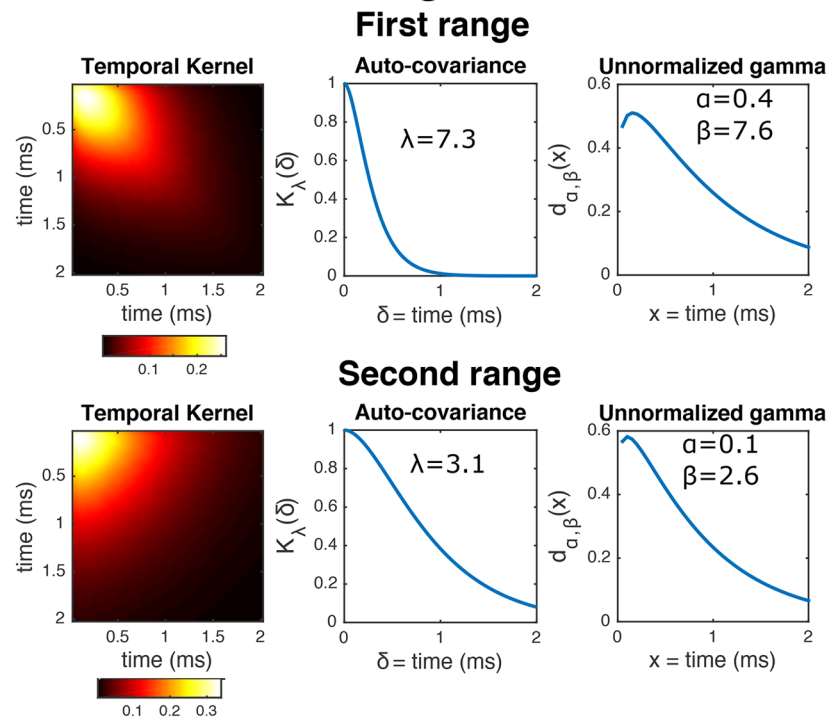 First range
Temporal Kernel
time (ms)
0.5
1
1.5
2
0.5
1
1.5
2
time (ms)
0.1
0.2
Auto-covariance
K_λ(δ)
1
0.8
0.6
0.4
0.2
0
λ=7.3
0
1
2
δ = time (ms)
Unnormalized gamma
d_α,β(x)
0.6
0.4
0.2
0
α=0.4
β=7.6
0
1
2
x = time (ms)
Second range
Temporal Kernel
time (ms)
0.5
1
1.5
2
0.5
1
1.5
2
time (ms)
0.1
0.2
0.3
Auto-covariance
K_λ(δ)
1
0.8
0.6
0.4
0.2
0
λ=3.1
0
1
2
δ = time (ms)
Unnormalized gamma
d_α,β(x)
0.6
0.4
0.2
0
α=0.1
β=2.6
0
1
2
x = time (ms)